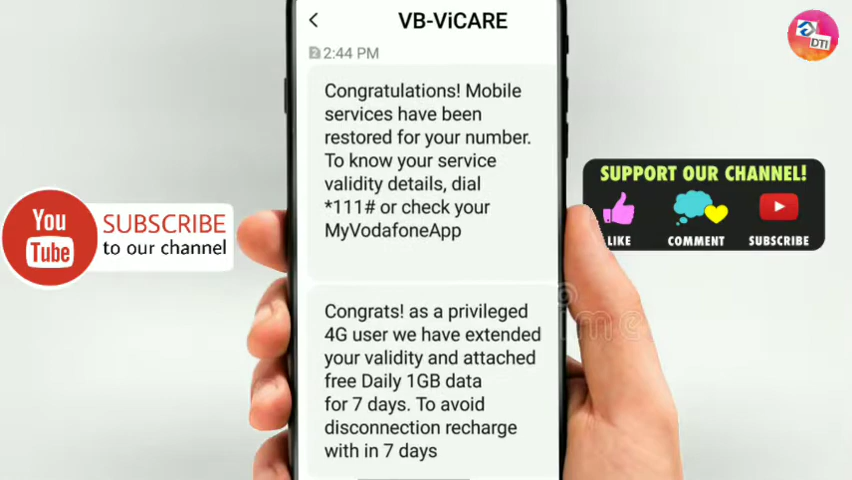 VB-ViCARE
2:44 PM
Congratulations! Mobile
services have been
restored for your number.
To know your service
validity details, dial
*111# or check your
MyVodafoneApp
Congrats! as a privileged
4G user we have extended
your validity and attached
free Daily 1GB data
for 7 days. To avoid
disconnection recharge
with in 7 days
You
Tube
SUBSCRIBE
to our channel
SUPPORT OUR CHANNEL!
LIKE
COMMENT
SUBSCRIBE
DTI